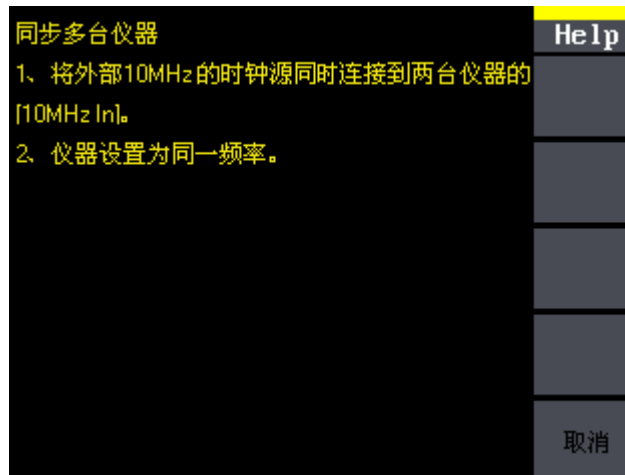 同步多台仪器
Help
1、将外部10MHz的时钟源同时连接到两台仪器的
[10MHz In]。
2、仪器设置为同一频率。
取消